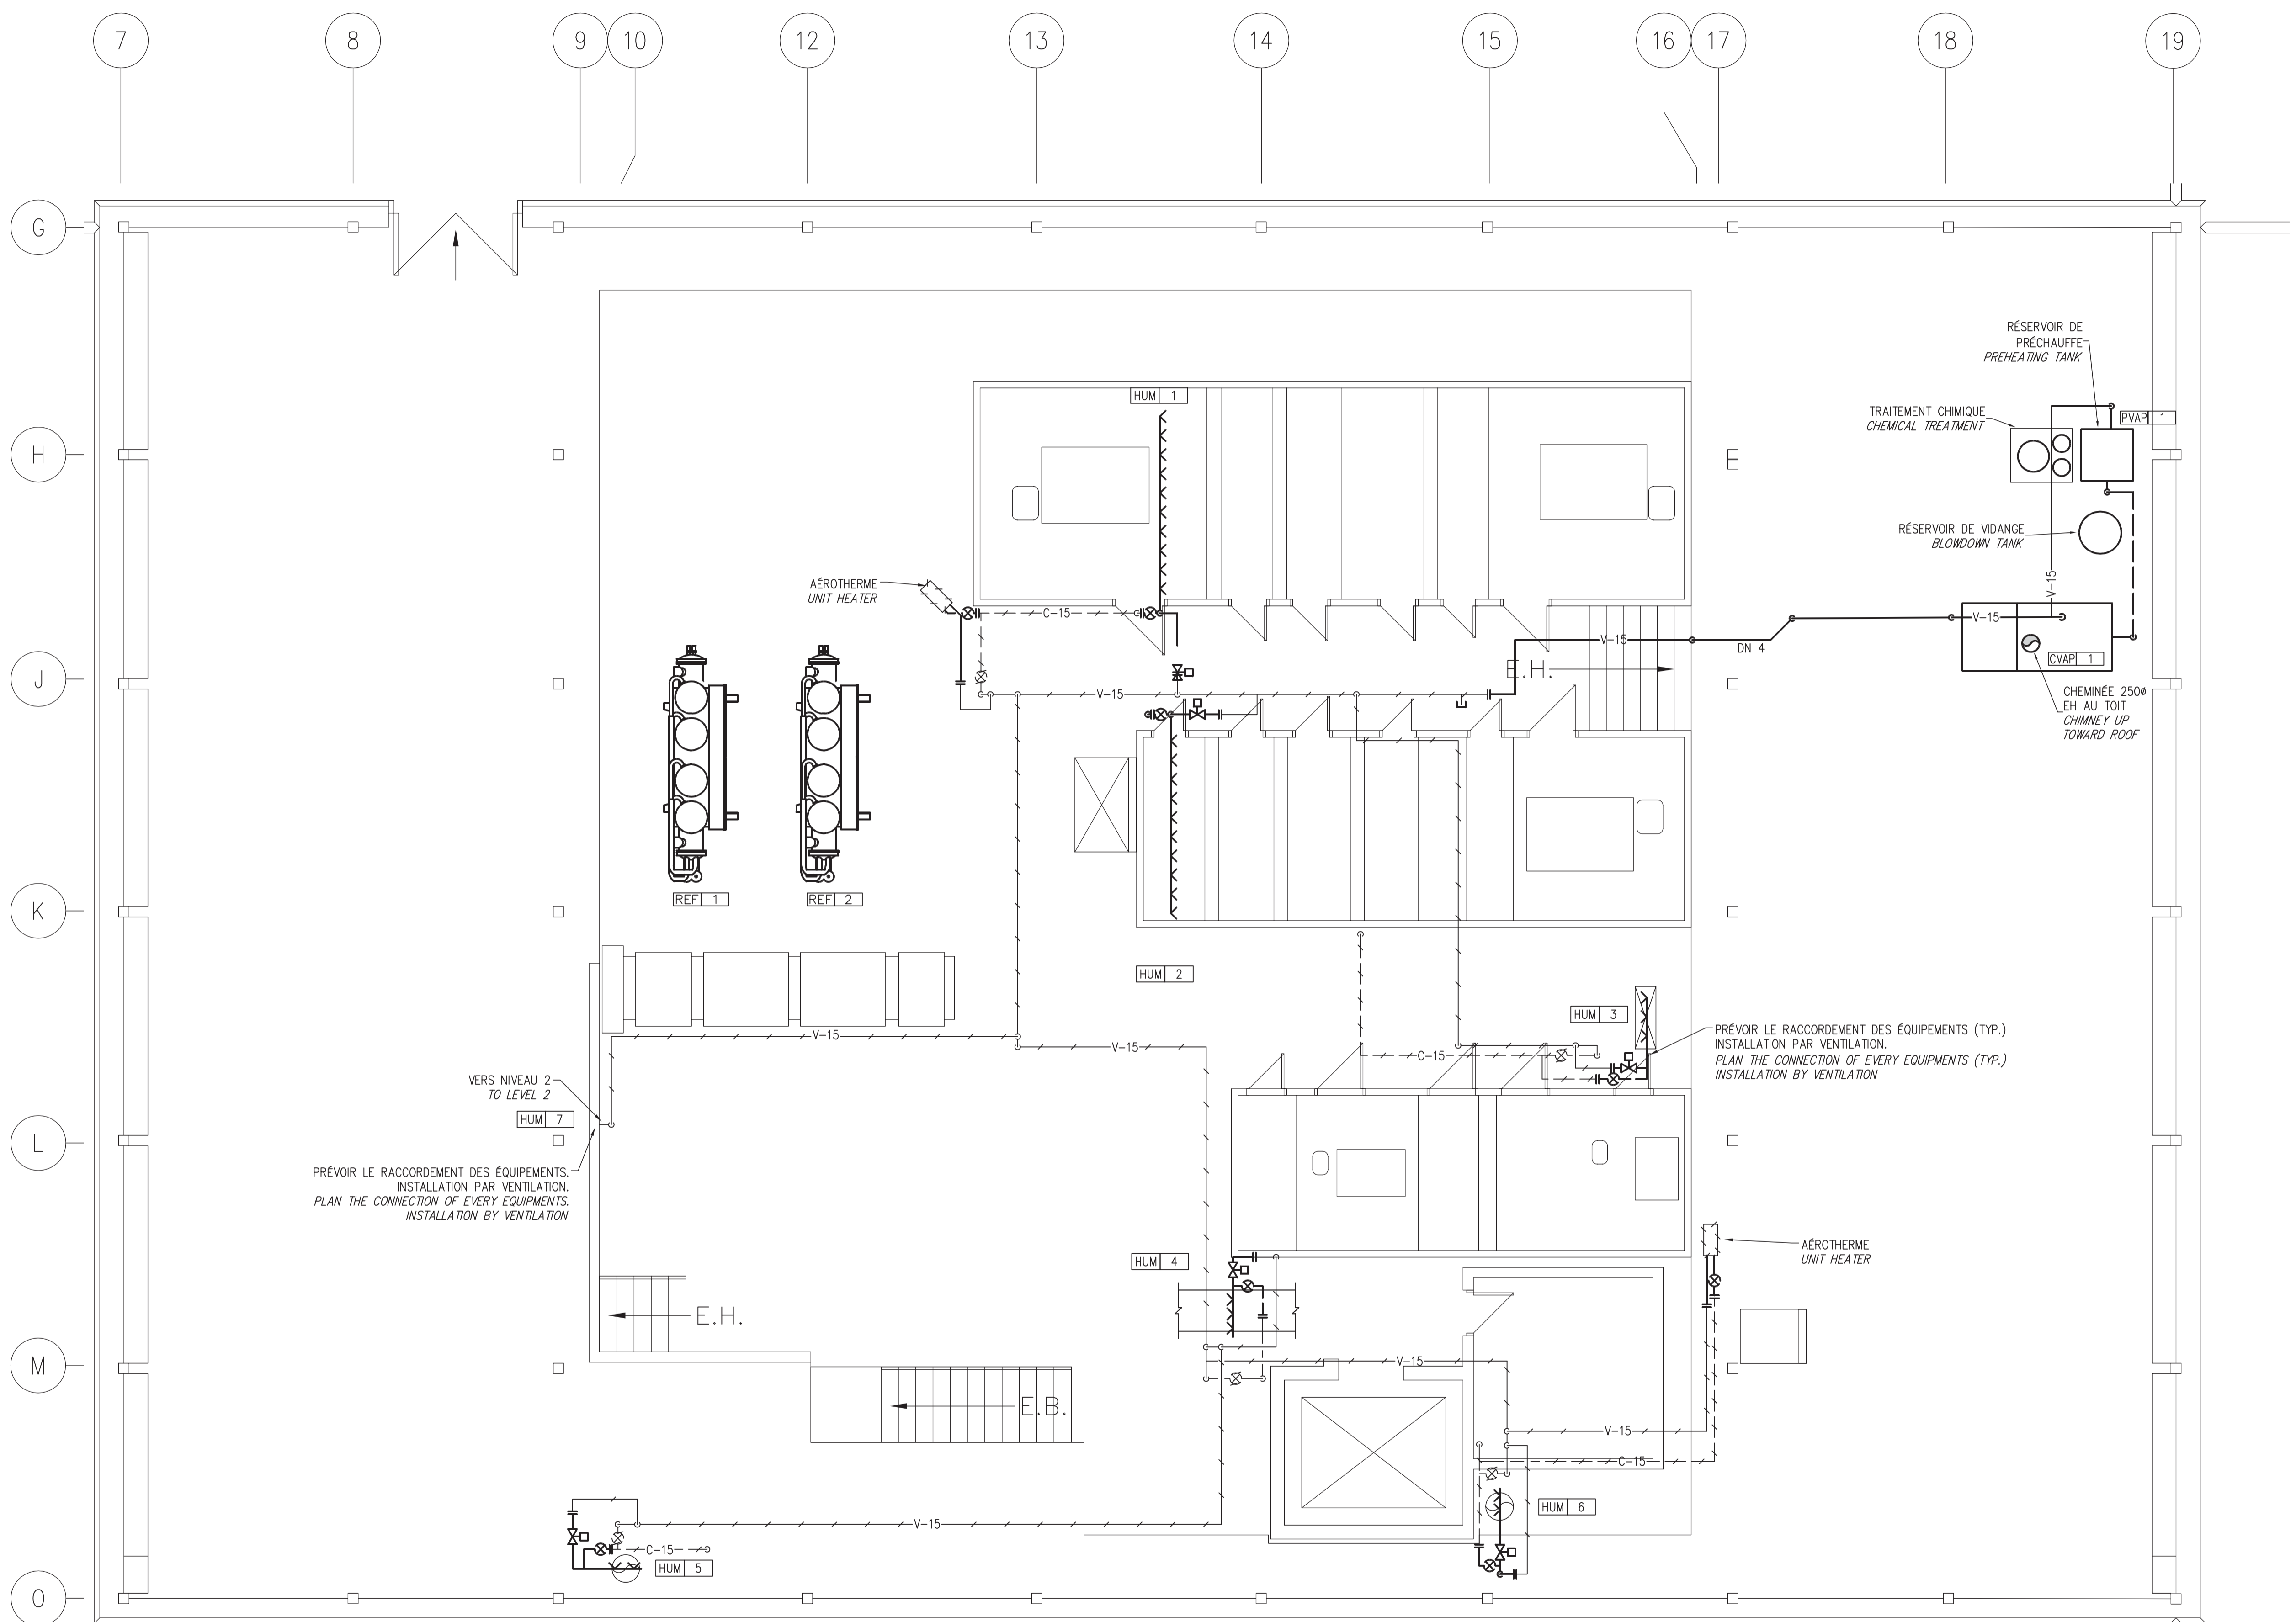 7 8 9 10 12 13 14 15 16 17 18 19
G
RÉSERVOIR DE
PRÉCHAUFFE
PREHEATING TANK
HUM 1
TRAITEMENT CHIMIQUE
CHEMICAL TREATMENT
PVAP 1
H
RÉSERVOIR DE VIDANGE
BLOWDOWN TANK
AÉROTHERME
UNIT HEATER
C-15
V-15
V-15
V-15
DN 4
E.H.
CVAP 1
J
V-15
CHEMINÉE 250ø
EH AU TOIT
CHIMNEY UP
TOWARD ROOF
REF 1
REF 2
K
HUM 2
HUM 3
V-15
V-15
C-15
PRÉVOIR LE RACCORDEMENT DES ÉQUIPEMENTS (TYP.)
INSTALLATION PAR VENTILATION.
PLAN THE CONNECTION OF EVERY EQUIPMENTS (TYP.)
INSTALLATION BY VENTILATION
VERS NIVEAU 2
TO LEVEL 2
HUM 7
L
PRÉVOIR LE RACCORDEMENT DES ÉQUIPEMENTS.
INSTALLATION PAR VENTILATION.
PLAN THE CONNECTION OF EVERY EQUIPMENTS.
INSTALLATION BY VENTILATION
HUM 4
AÉROTHERME
UNIT HEATER
E.H.
M
V-15
E.B.
V-15
C-15
HUM 6
V-15
C-15
HUM 5
O